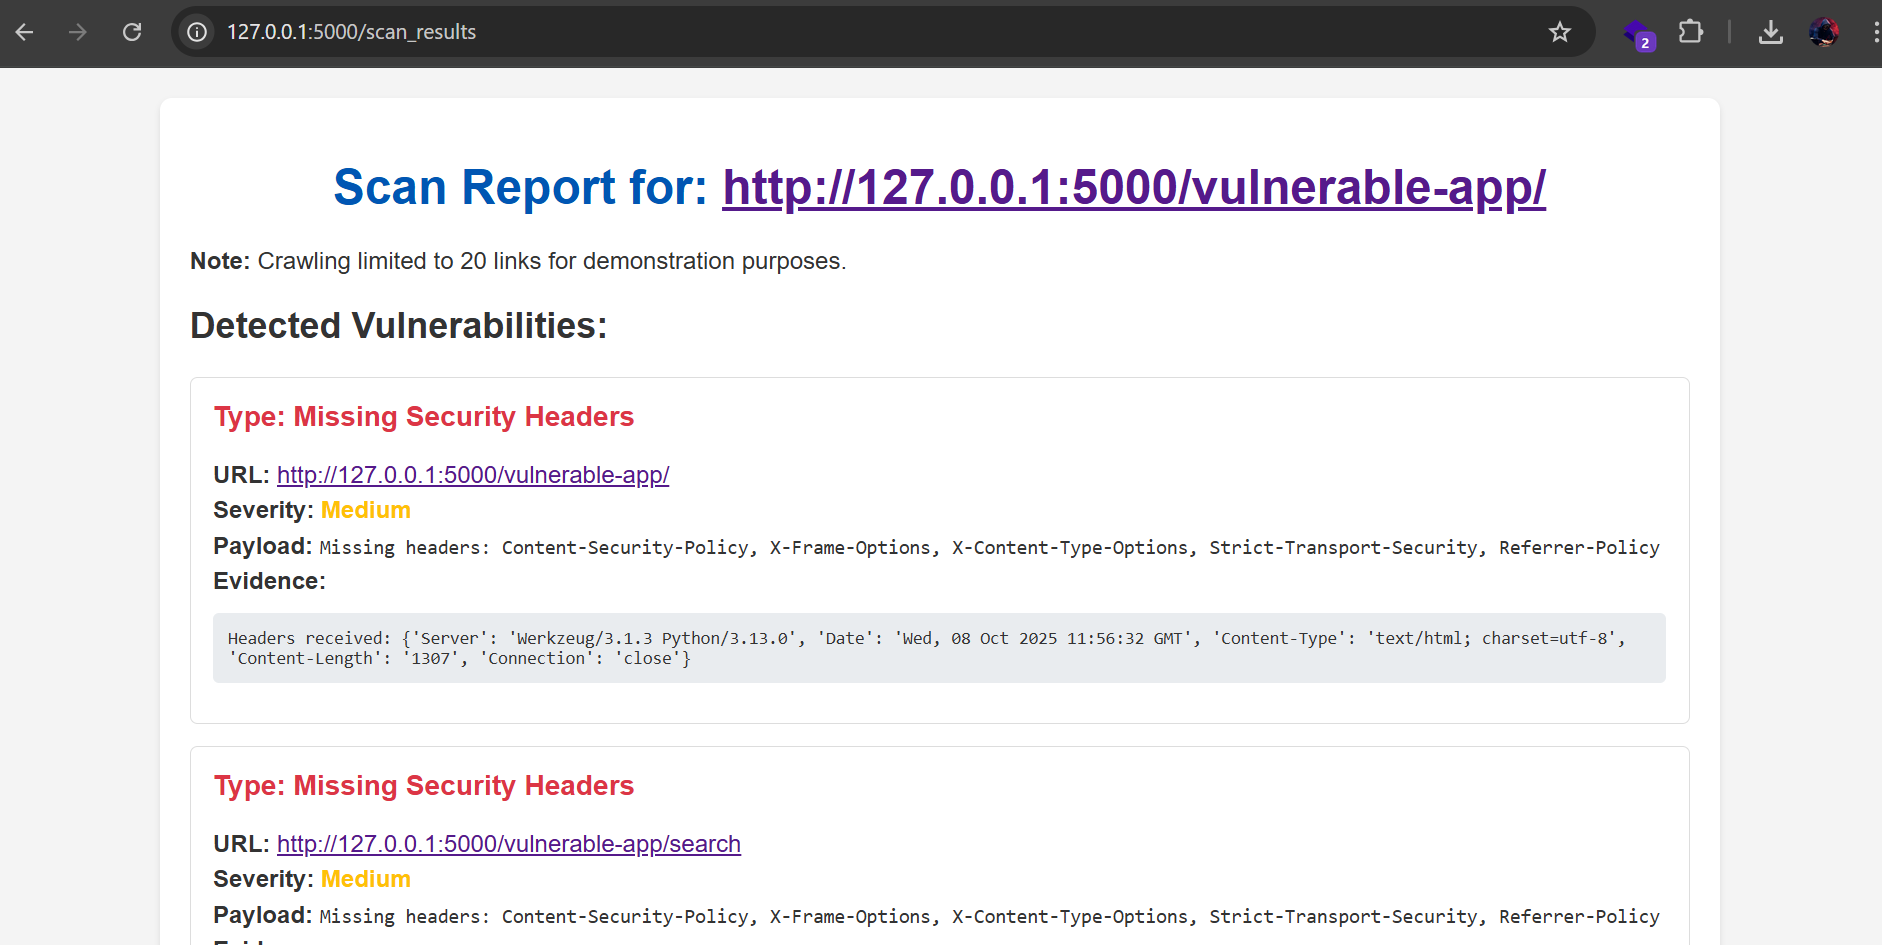 127.0.0.1:5000/scan_results
2
Scan Report for: http://127.0.0.1:5000/vulnerable-app/
Note: Crawling limited to 20 links for demonstration purposes.
Detected Vulnerabilities:
Type: Missing Security Headers
URL: http://127.0.0.1:5000/vulnerable-app/
Severity: Medium
Payload: Missing headers: Content-Security-Policy, X-Frame-Options, X-Content-Type-Options, Strict-Transport-Security, Referrer-Policy
Evidence:
Headers received: {'Server': 'Werkzeug/3.1.3 Python/3.13.0', 'Date': 'Wed, 08 Oct 2025 11:56:32 GMT', 'Content-Type': 'text/html; charset=utf-8',
'Content-Length': '1307', 'Connection': 'close'}
Type: Missing Security Headers
URL: http://127.0.0.1:5000/vulnerable-app/search
Severity: Medium
Payload: Missing headers: Content-Security-Policy, X-Frame-Options, X-Content-Type-Options, Strict-Transport-Security, Referrer-Policy